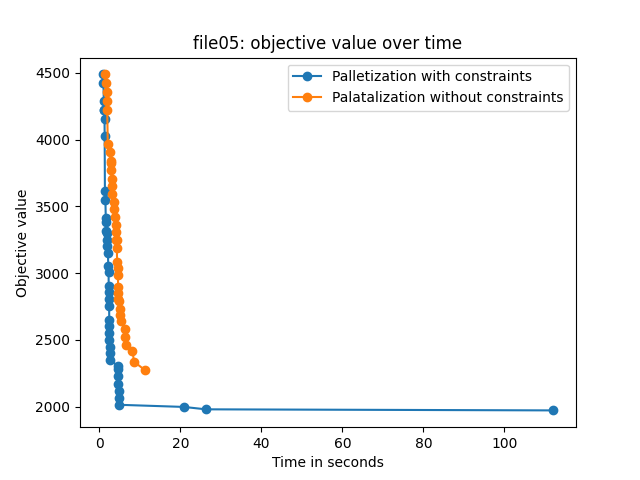 file05: objective value over time
Palletization with constraints
Palatalization without constraints
4500
4000
3500
3000
2500
2000
Objective value
0 20 40 60 80 100
Time in seconds